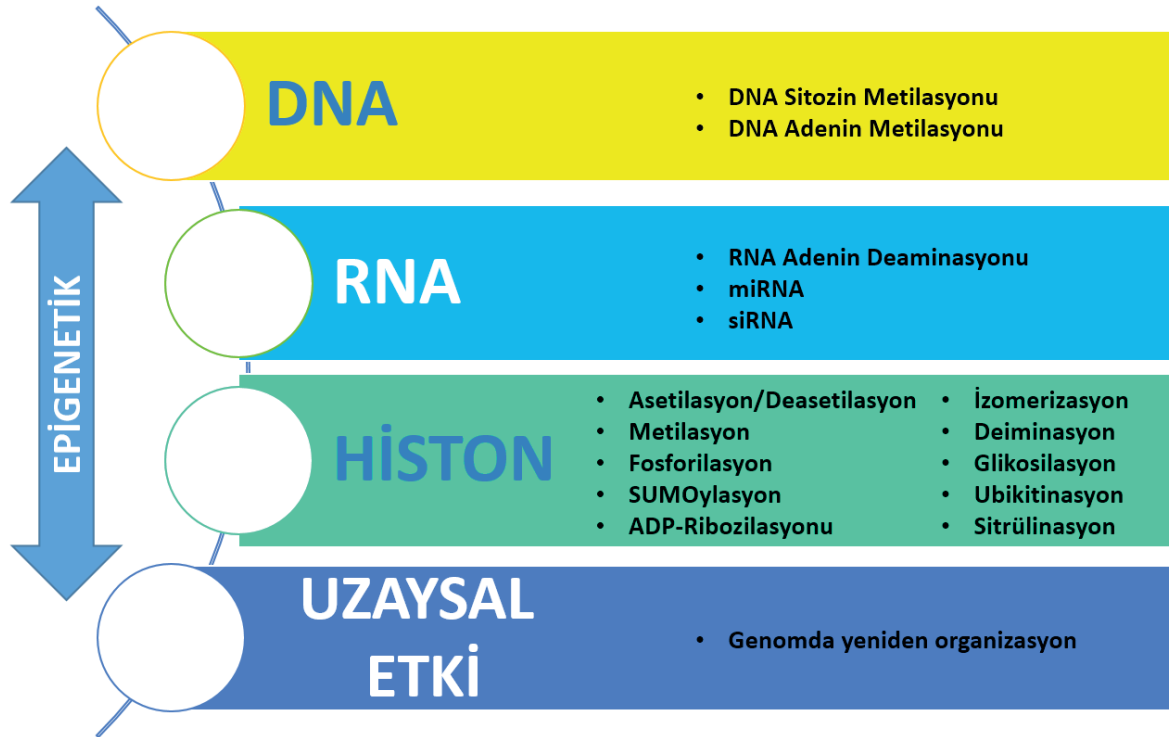 EPİGENETİK
DNA
• DNA Sitozin Metilasyonu
• DNA Adenin Metilasyonu
RNA
• RNA Adenin Deaminasyonu
• miRNA
• siRNA
HİSTON
• Asetilasyon/Deasetilasyon
• Metilasyon
• Fosforilasyon
• SUMOylasyon
• ADP-Ribozilasyonu
• İzomerizasyon
• Deiminasyon
• Glikosilasyon
• Ubikitinasyon
• Sitrülinasyon
UZAYSAL
ETKİ
• Genomda yeniden organizasyon